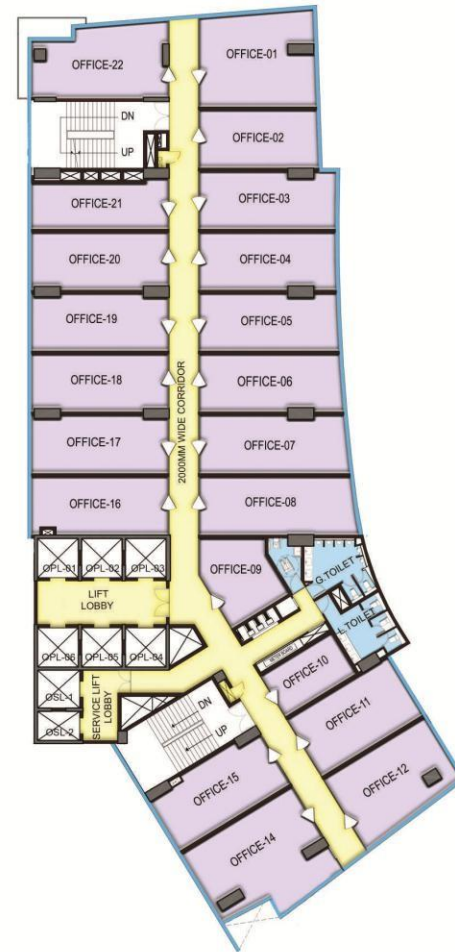 OFFICE-22
OFFICE-01
DN
UP
OFFICE-02
OFFICE-21
OFFICE-03
OFFICE-20
OFFICE-04
OFFICE-19
OFFICE-05
2000MM WIDE CORRIDOR
OFFICE-18
OFFICE-06
OFFICE-17
OFFICE-07
OFFICE-16
OFFICE-08
OPL-01
OPL-02
OPL-03
OFFICE-09
G.TOILET
LIFT
LOBBY
L.TOILET
OPL-06
OPL-05
OPL-04
METER BOARD
OFFICE-10
OSL-1
SERVICE LIFT
LOBBY
OSL-2
DN
UP
OFFICE-11
OFFICE-15
OFFICE-12
OFFICE-14